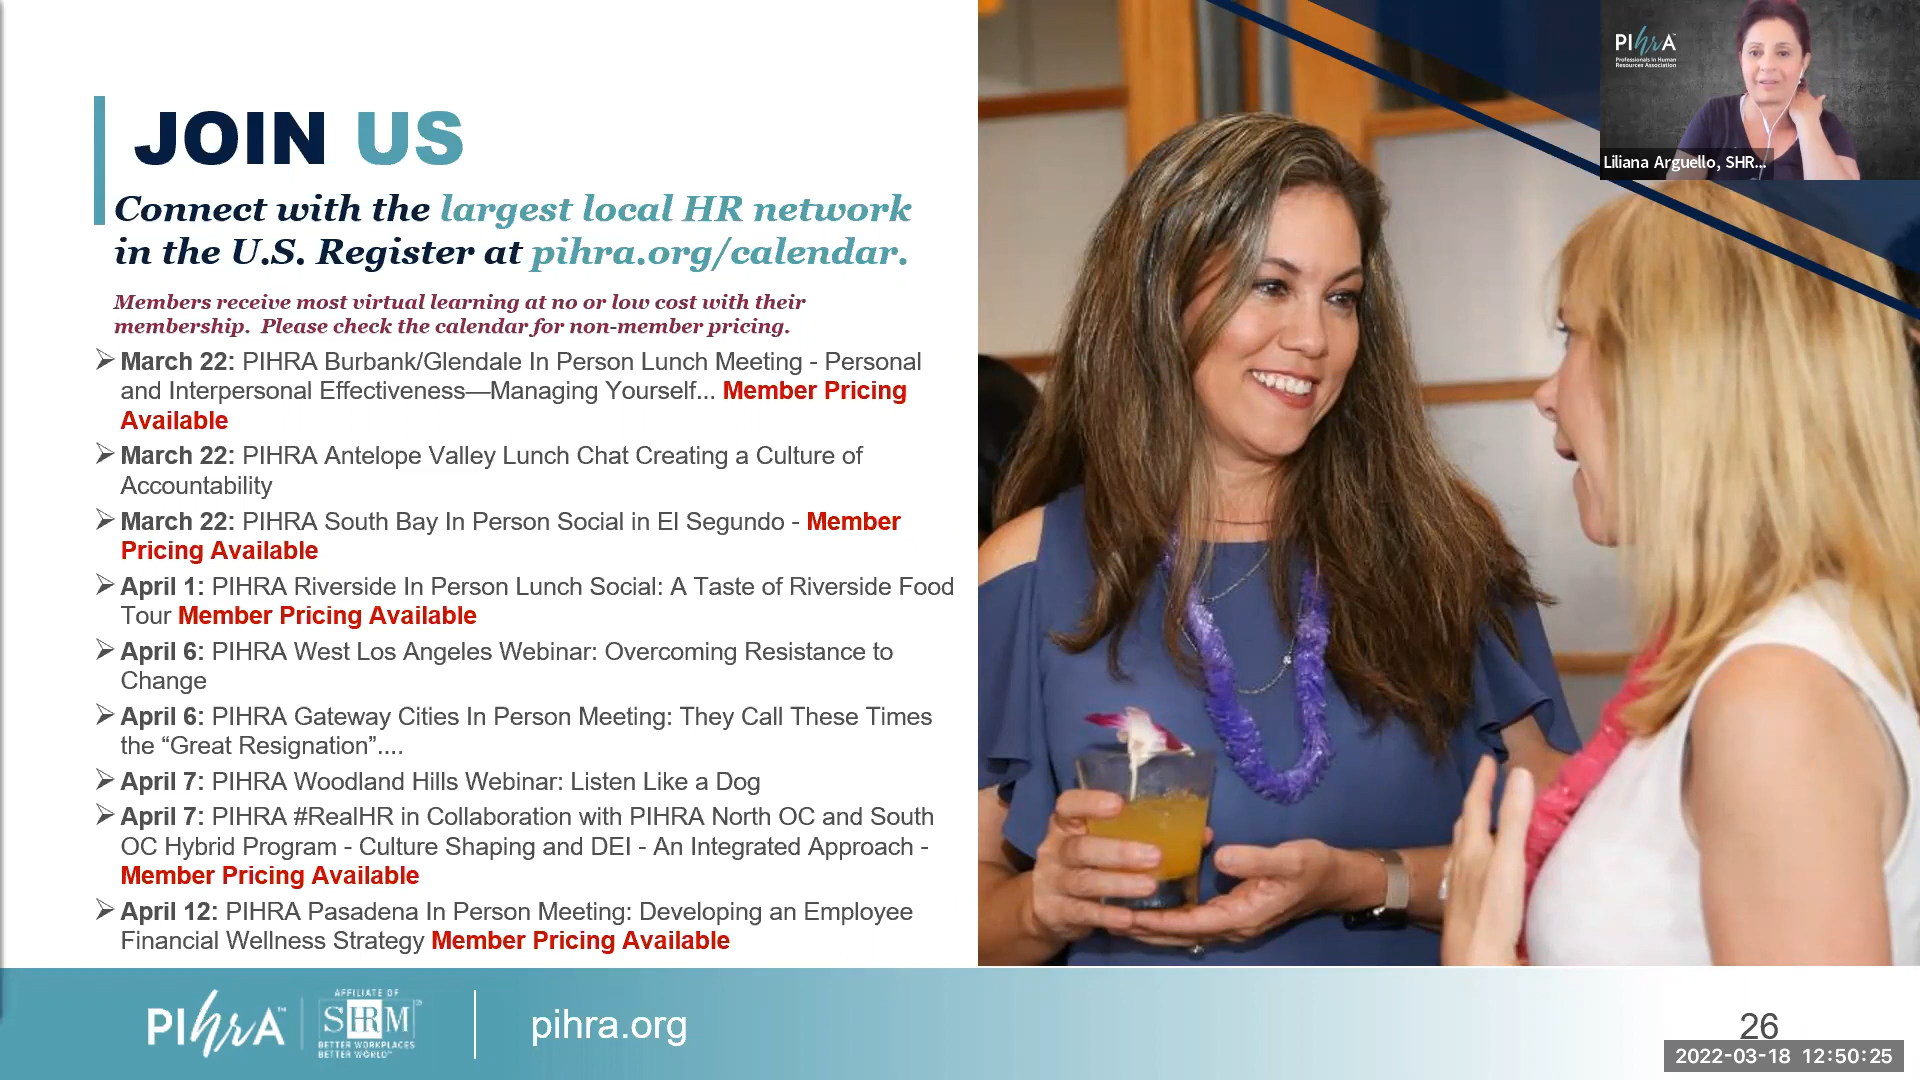 JOIN US
Connect with the largest local HR network
in the U.S. Register at pihra.org/calendar.
Members receive most virtual learning at no or low cost with their
membership.  Please check the calendar for non-member pricing.
March 22: PIHRA Burbank/Glendale In Person Lunch Meeting - Personal
and Interpersonal Effectiveness—Managing Yourself... Member Pricing
Available
March 22: PIHRA Antelope Valley Lunch Chat Creating a Culture of
Accountability
March 22: PIHRA South Bay In Person Social in El Segundo - Member
Pricing Available
April 1: PIHRA Riverside In Person Lunch Social: A Taste of Riverside Food
Tour Member Pricing Available
April 6: PIHRA West Los Angeles Webinar: Overcoming Resistance to
Change
April 6: PIHRA Gateway Cities In Person Meeting: They Call These Times
the “Great Resignation”....
April 7: PIHRA Woodland Hills Webinar: Listen Like a Dog
April 7: PIHRA #RealHR in Collaboration with PIHRA North OC and South
OC Hybrid Program - Culture Shaping and DEI - An Integrated Approach -
Member Pricing Available
April 12: PIHRA Pasadena In Person Meeting: Developing an Employee
Financial Wellness Strategy Member Pricing Available
PIhrA™
Professionals In Human
Resources Association
Liliana Arguello, SHR...
PIhrA™
AFFILIATE OF
SHRM
BETTER WORKPLACES
BETTER WORLD™
pihra.org
26
2022-03-18 12:50:25